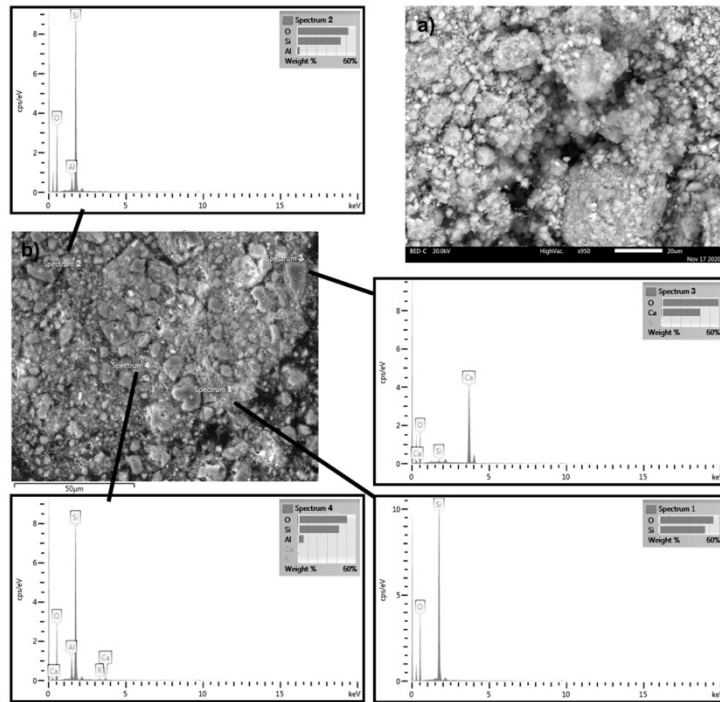 Spectrum 2
O
Si
Al
Weight % 60%
Si
O
Al
8
6
4
2
0
cps/eV
0 5 10 15 keV
a)
BED-C 20.0kV HighVac. x950 20um
Nov 17 2020
b)
Spectrum 2
Spectrum 3
Spectrum 4
Spectrum 1
50µm
Spectrum 3
O
Ca
Si
Weight % 60%
8
6
4
2
0
cps/eV
Ca
O
Ca
Si
0 5 10 15 keV
Spectrum 4
O
Si
Al
Ca
K
Weight % 60%
8
6
4
2
0
cps/eV
Si
O
Al
Ca
K
Ca
0 5 10 15 keV
Spectrum 1
O
Si
Weight % 60%
10
5
0
cps/eV
Si
O
0 5 10 15 keV